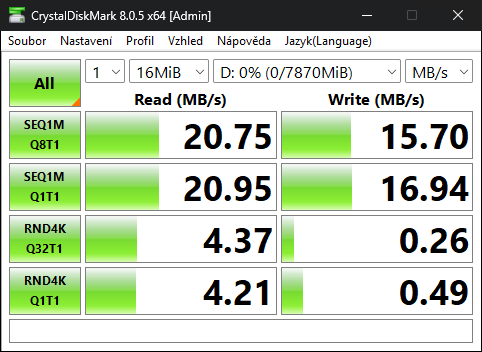 CrystalDiskMark 8.0.5 x64 [Admin]
Soubor Nastavení Profil Vzhled Nápověda Jazyk(Language)
All 1 16MiB D: 0% (0/7870MiB) MB/s
Read (MB/s) Write (MB/s)
SEQ1M
Q8T1
20.75 15.70
SEQ1M
Q1T1
20.95 16.94
RND4K
Q32T1
4.37 0.26
RND4K
Q1T1
4.21 0.49